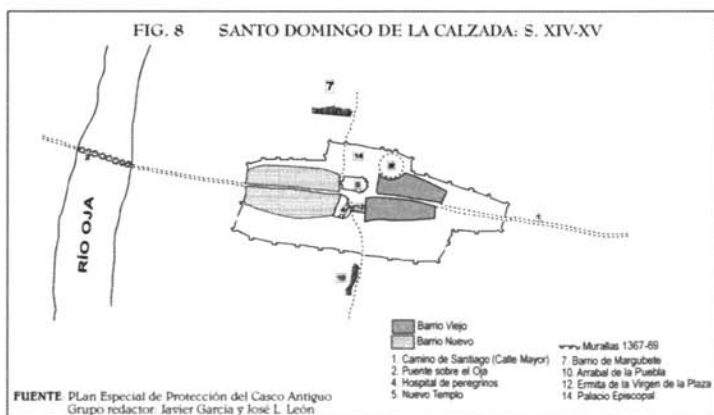 FIG. 8 SANTO DOMINGO DE LA CALZADA: S. XIV-XV
7
14
5
1
RÍO OJA
Barrio Viejo
Barrio Nuevo
1. Camino de Santiago (Calle Mayor)
2. Puente sobre el Oja
4. Hospital de peregrinos
5. Nuevo Templo
Murallas 1367-69
7. Barrio de Margubete
10. Arrabal de la Puebla
12. Ermita de la Virgen de la Plaza
14. Palacio Episcopal
FUENTE PLan Especial de Protección del Casco Antiguo
Grupo redactor: Javier García y José L. León